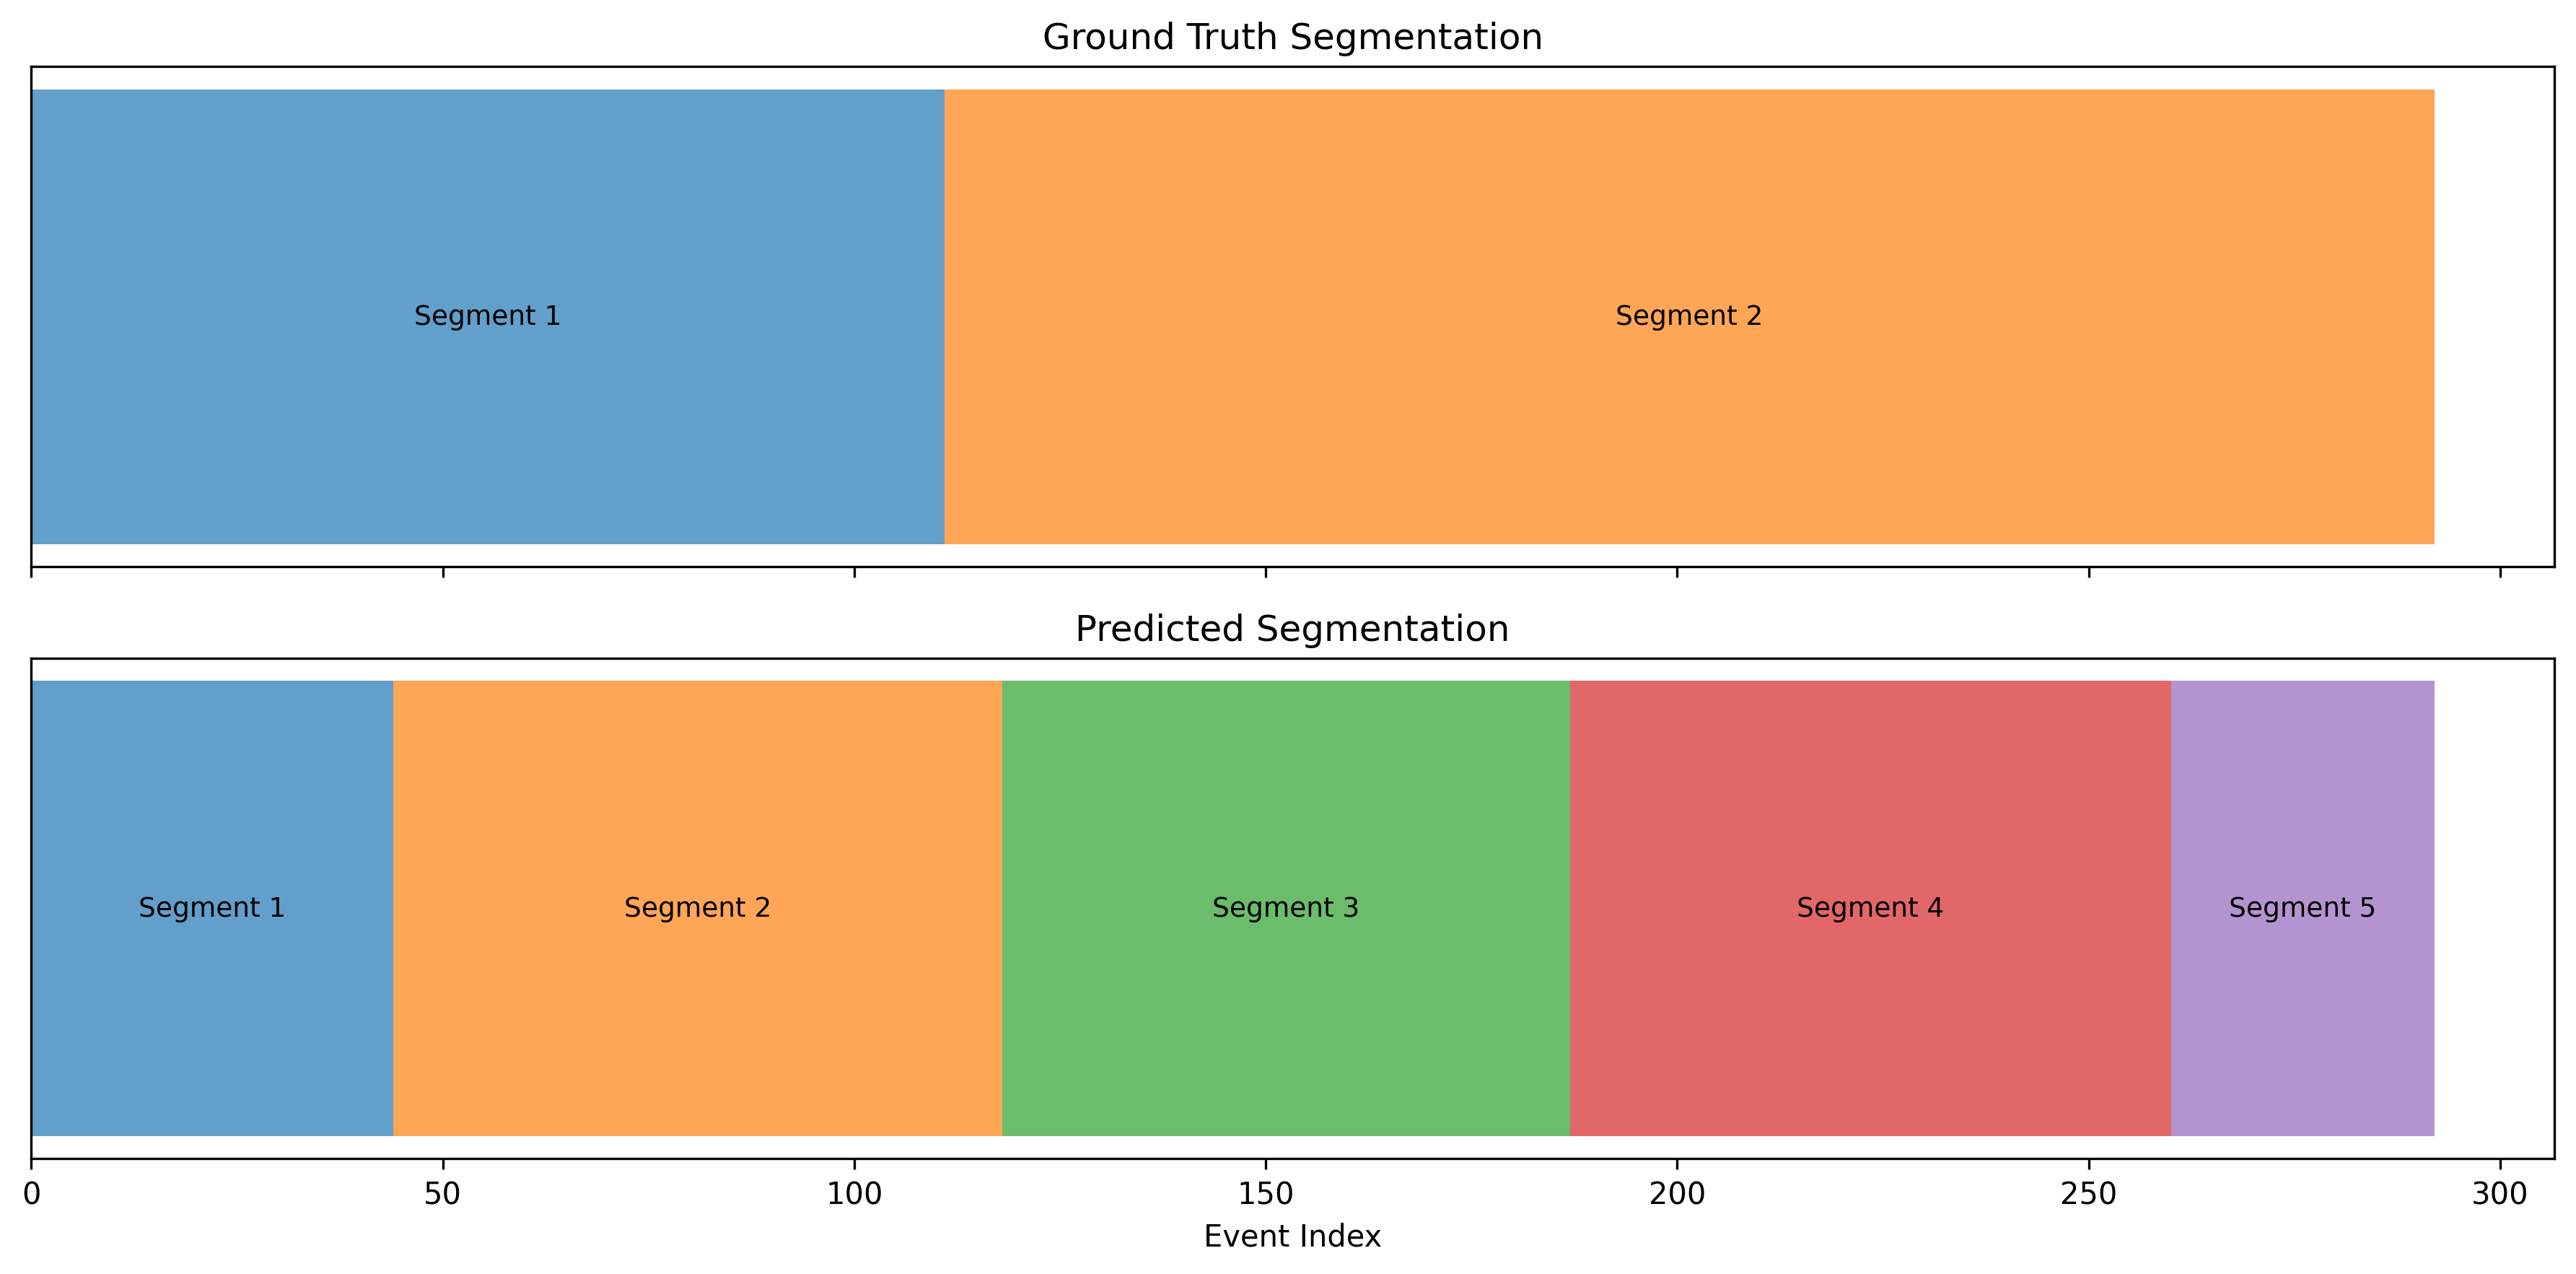 Ground Truth Segmentation
Segment 1 Segment 2
Predicted Segmentation
Segment 1 Segment 2 Segment 3 Segment 4 Segment 5
0 50 100 150 200 250 300
Event Index